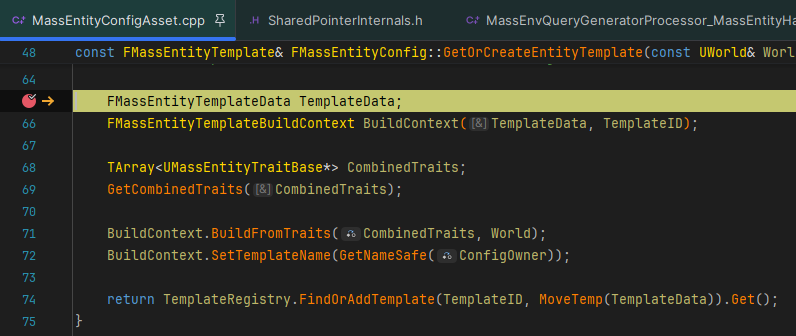 C++ MassEntityConfigAsset.cpp .H SharedPointerInternals.h C++ MassEnvQueryGeneratorProcessor_MassEntityHa
48 const FMassEntityTemplate& FMassEntityConfig::GetOrCreateEntityTemplate(const UWorld& Worl
64
FMassEntityTemplateData TemplateData;
66 FMassEntityTemplateBuildContext BuildContext([&]TemplateData, TemplateID);
67
68 TArray<UMassEntityTraitBase*> CombinedTraits;
69 GetCombinedTraits([&]CombinedTraits);
70
71 BuildContext.BuildFromTraits(CombinedTraits, World);
72 BuildContext.SetTemplateName(GetNameSafe(ConfigOwner));
73
74 return TemplateRegistry.FindOrAddTemplate(TemplateID, MoveTemp(TemplateData)).Get();
75 }